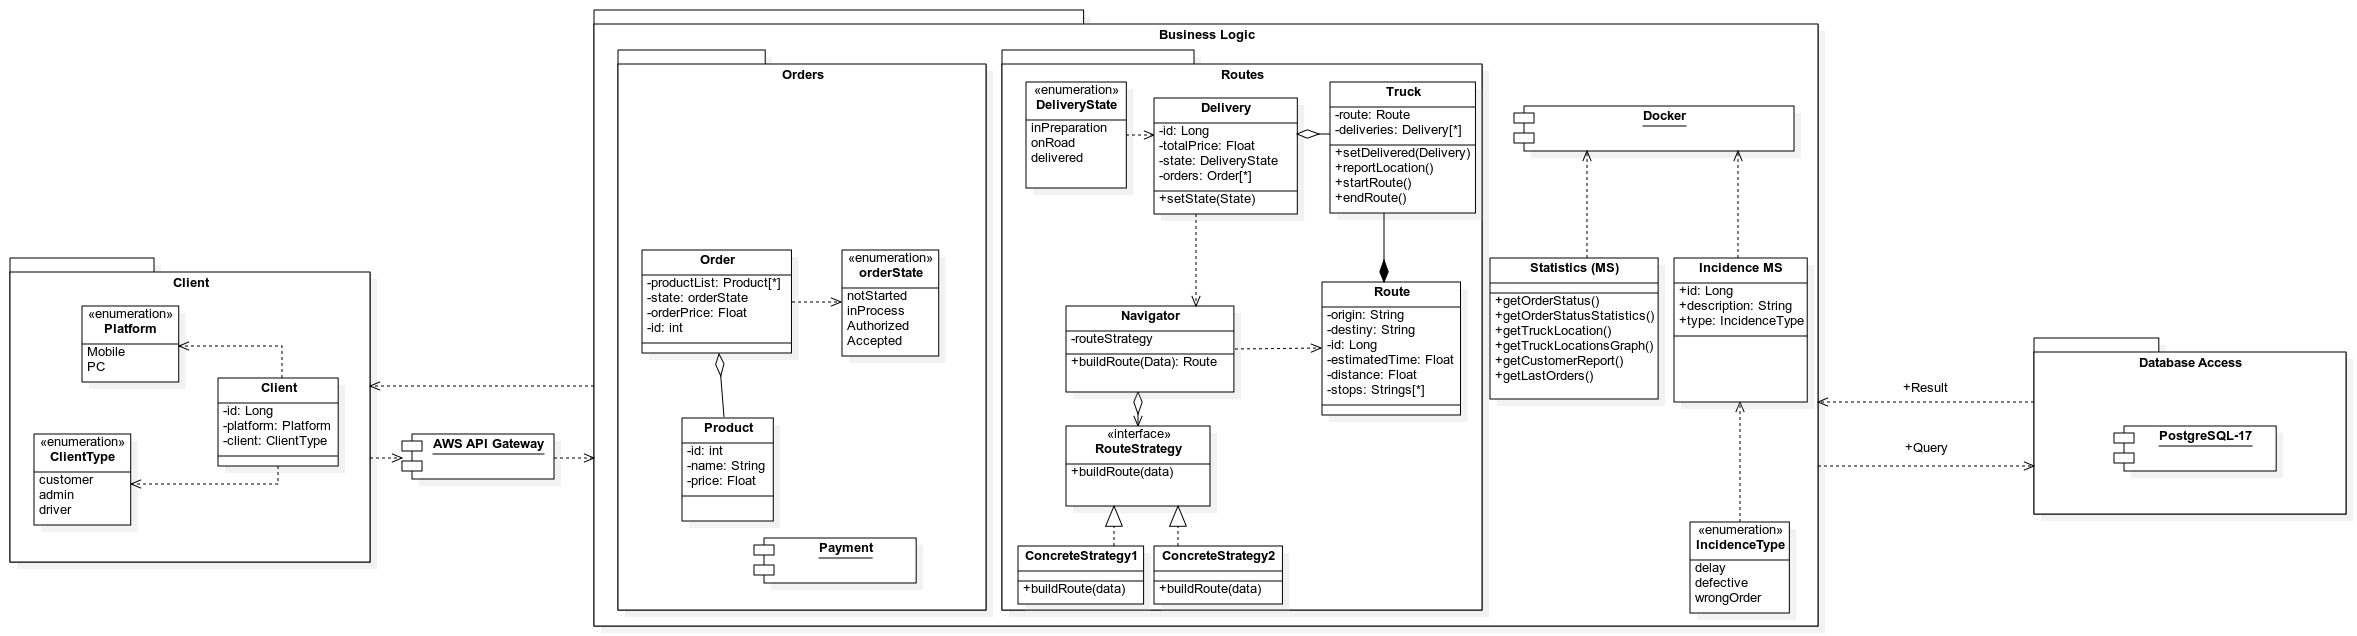 Business Logic
Client
«enumeration»
Platform
Mobile
PC
Client
-id: Long
-platform: Platform
-client: ClientType
«enumeration»
ClientType
customer
admin
driver
AWS API Gateway
Orders
Order
-productList: Product[*]
-state: orderState
-orderPrice: Float
-id: int
«enumeration»
orderState
notStarted
inProcess
Authorized
Accepted
Product
-id: int
-name: String
-price: Float
Payment
Routes
«enumeration»
DeliveryState
inPreparation
onRoad
delivered
Delivery
-id: Long
-totalPrice: Float
-state: DeliveryState
-orders: Order[*]
+setState(State)
Truck
-route: Route
-deliveries: Delivery[*]
+setDelivered(Delivery)
+reportLocation()
+startRoute()
+endRoute()
Navigator
-routeStrategy
+buildRoute(Data): Route
Route
-origin: String
-destiny: String
-id: Long
-estimatedTime: Float
-distance: Float
-stops: Strings[*]
«interface»
RouteStrategy
+buildRoute(data)
ConcreteStrategy1
+buildRoute(data)
ConcreteStrategy2
+buildRoute(data)
Docker
Statistics (MS)
+getOrderStatus()
+getOrderStatusStatistics()
+getTruckLocation()
+getTruckLocationsGraph()
+getCustomerReport()
+getLastOrders()
Incidence MS
+id: Long
+description: String
+type: IncidenceType
«enumeration»
IncidenceType
delay
defective
wrongOrder
+Result
+Query
Database Access
PostgreSQL-17